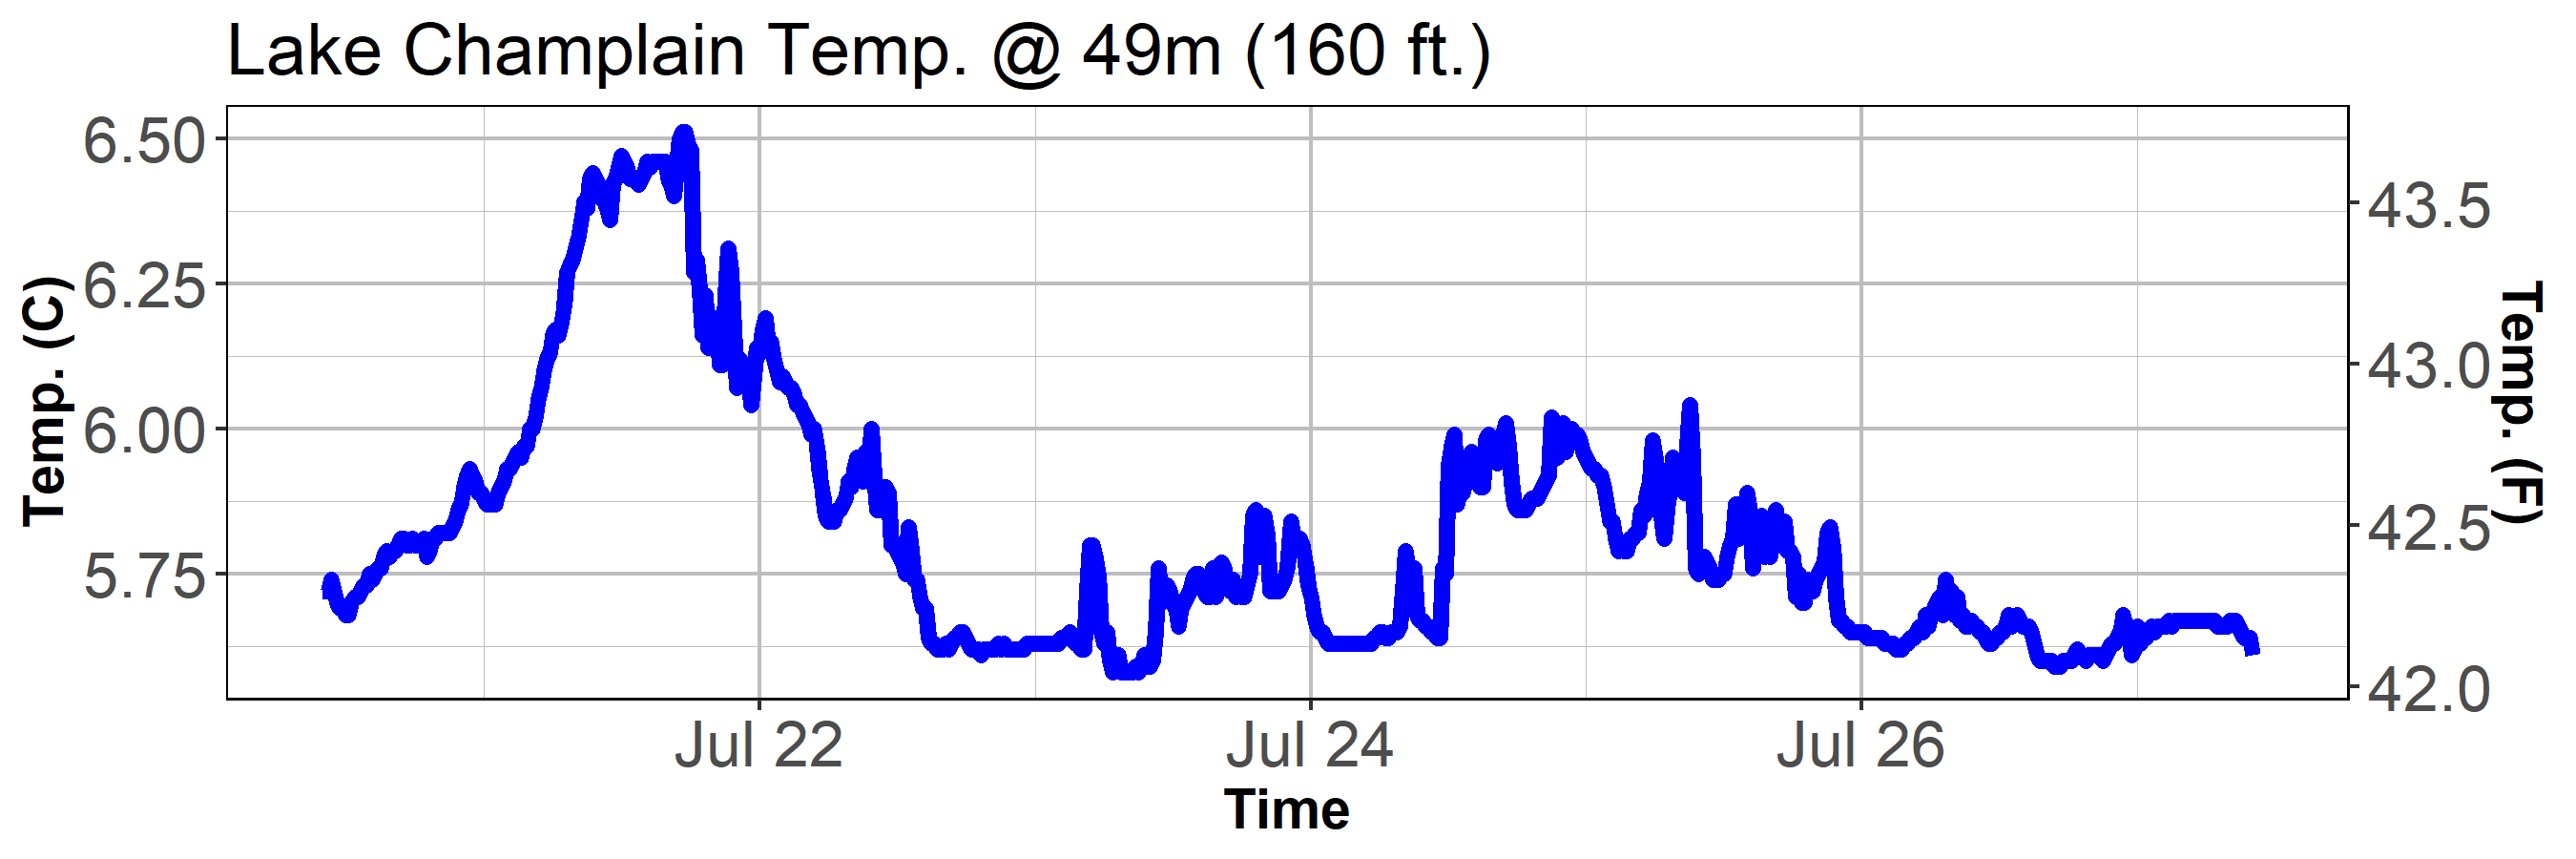 Lake Champlain Temp. @ 49m (160 ft.)
Temp. (C)
6.50
6.25
6.00
5.75
43.5
43.0
42.5
42.0
Temp. (F)
Jul 22 Jul 24 Jul 26
Time